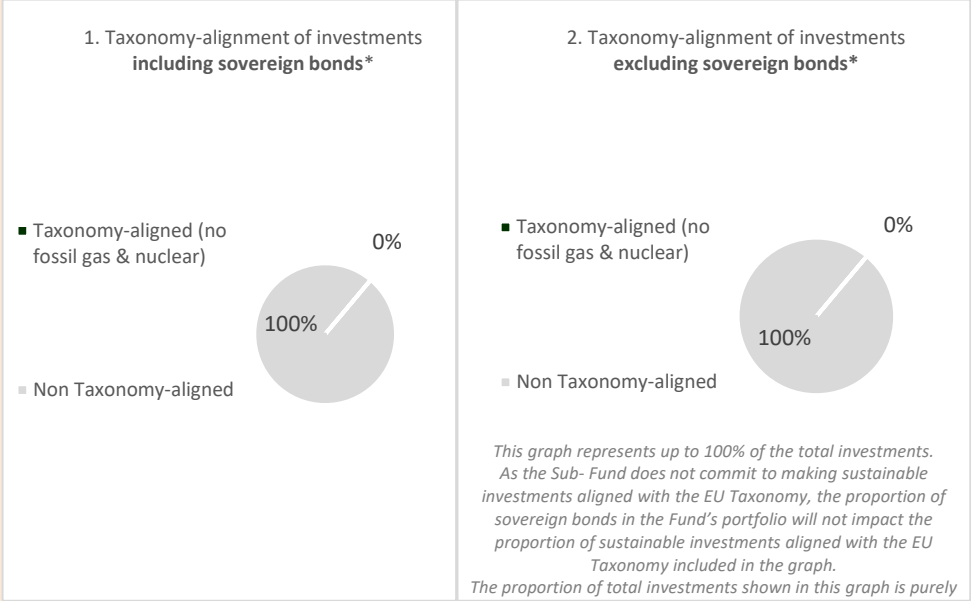 1. Taxonomy-alignment of investments
including sovereign bonds*
Taxonomy-aligned (no
fossil gas & nuclear)
0%
100%
Non Taxonomy-aligned
2. Taxonomy-alignment of investments
excluding sovereign bonds*
Taxonomy-aligned (no
fossil gas & nuclear)
0%
100%
Non Taxonomy-aligned
This graph represents up to 100% of the total investments.
As the Sub- Fund does not commit to making sustainable
investments aligned with the EU Taxonomy, the proportion of
sovereign bonds in the Fund's portfolio will not impact the
proportion of sustainable investments aligned with the EU
Taxonomy included in the graph.
The proportion of total investments shown in this graph is purely